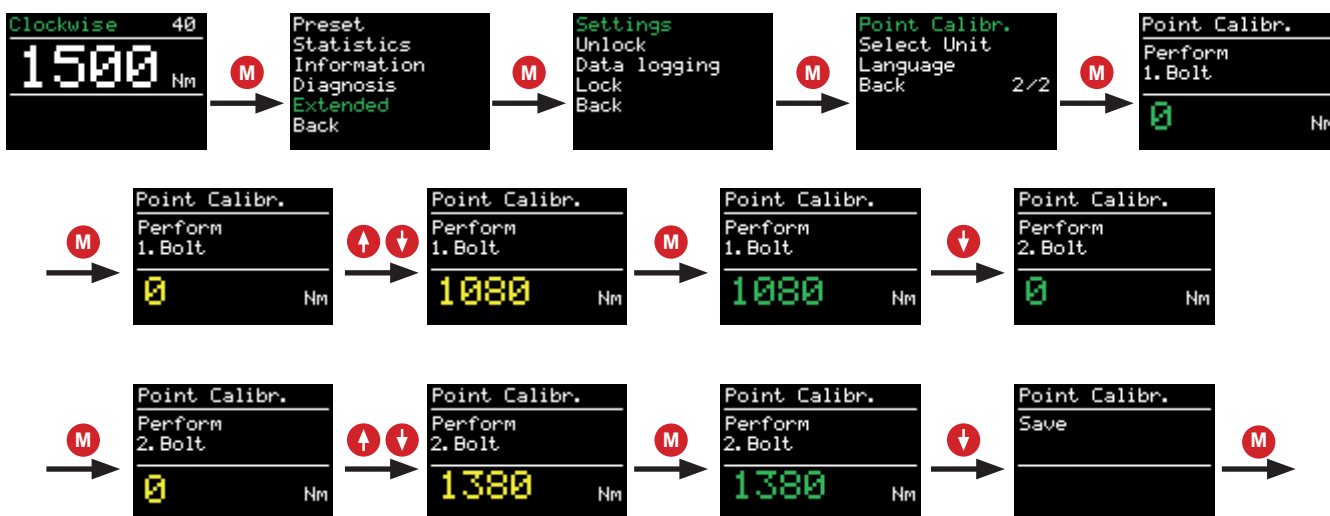 Clockwise 40
1500 Nm
M
Preset
Statistics
Information
Diagnosis
Extended
Back
M
Settings
Unlock
Data logging
Lock
Back
M
Point Calibr.
Select Unit
Language
Back 2/2
M
Point Calibr.
Perform
1.Bolt
0 Nm
M
Point Calibr.
Perform
1.Bolt
0 Nm
Point Calibr.
Perform
1.Bolt
1080 Nm
M
Point Calibr.
Perform
1.Bolt
1080 Nm
Point Calibr.
Perform
2.Bolt
0 Nm
M
Point Calibr.
Perform
2.Bolt
0 Nm
Point Calibr.
Perform
2.Bolt
1380 Nm
M
Point Calibr.
Perform
2.Bolt
1380 Nm
Point Calibr.
Save
M